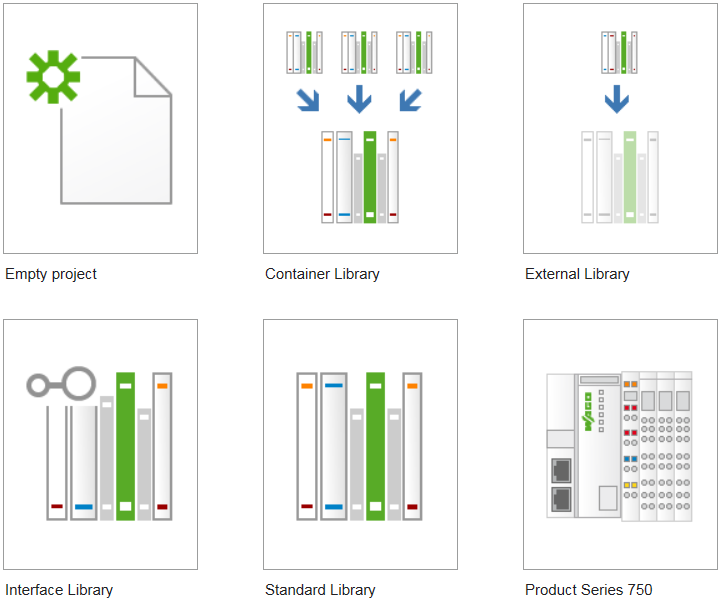 Empty project
Container Library
External Library
Interface Library
Standard Library
Product Series 750